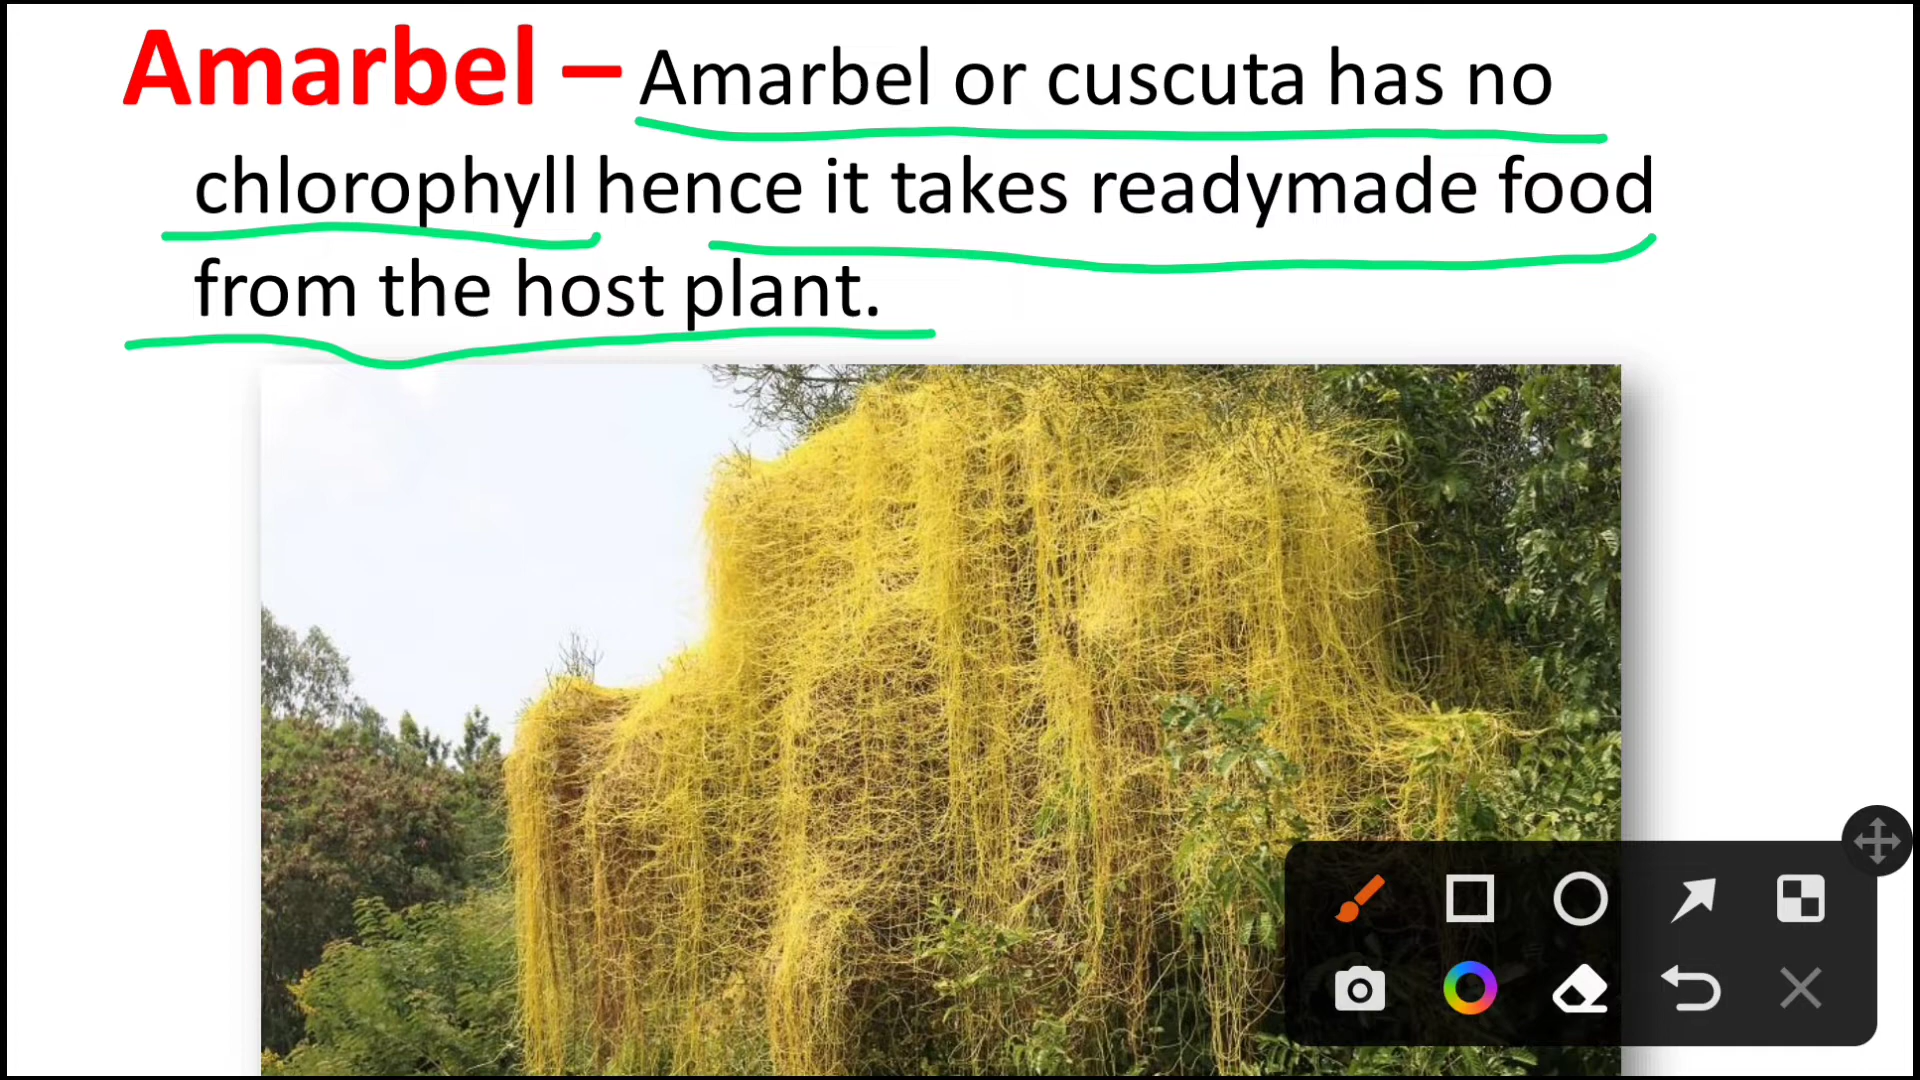 Amarbel – Amarbel or cuscuta has no
chlorophyll hence it takes readymade food
from the host plant.